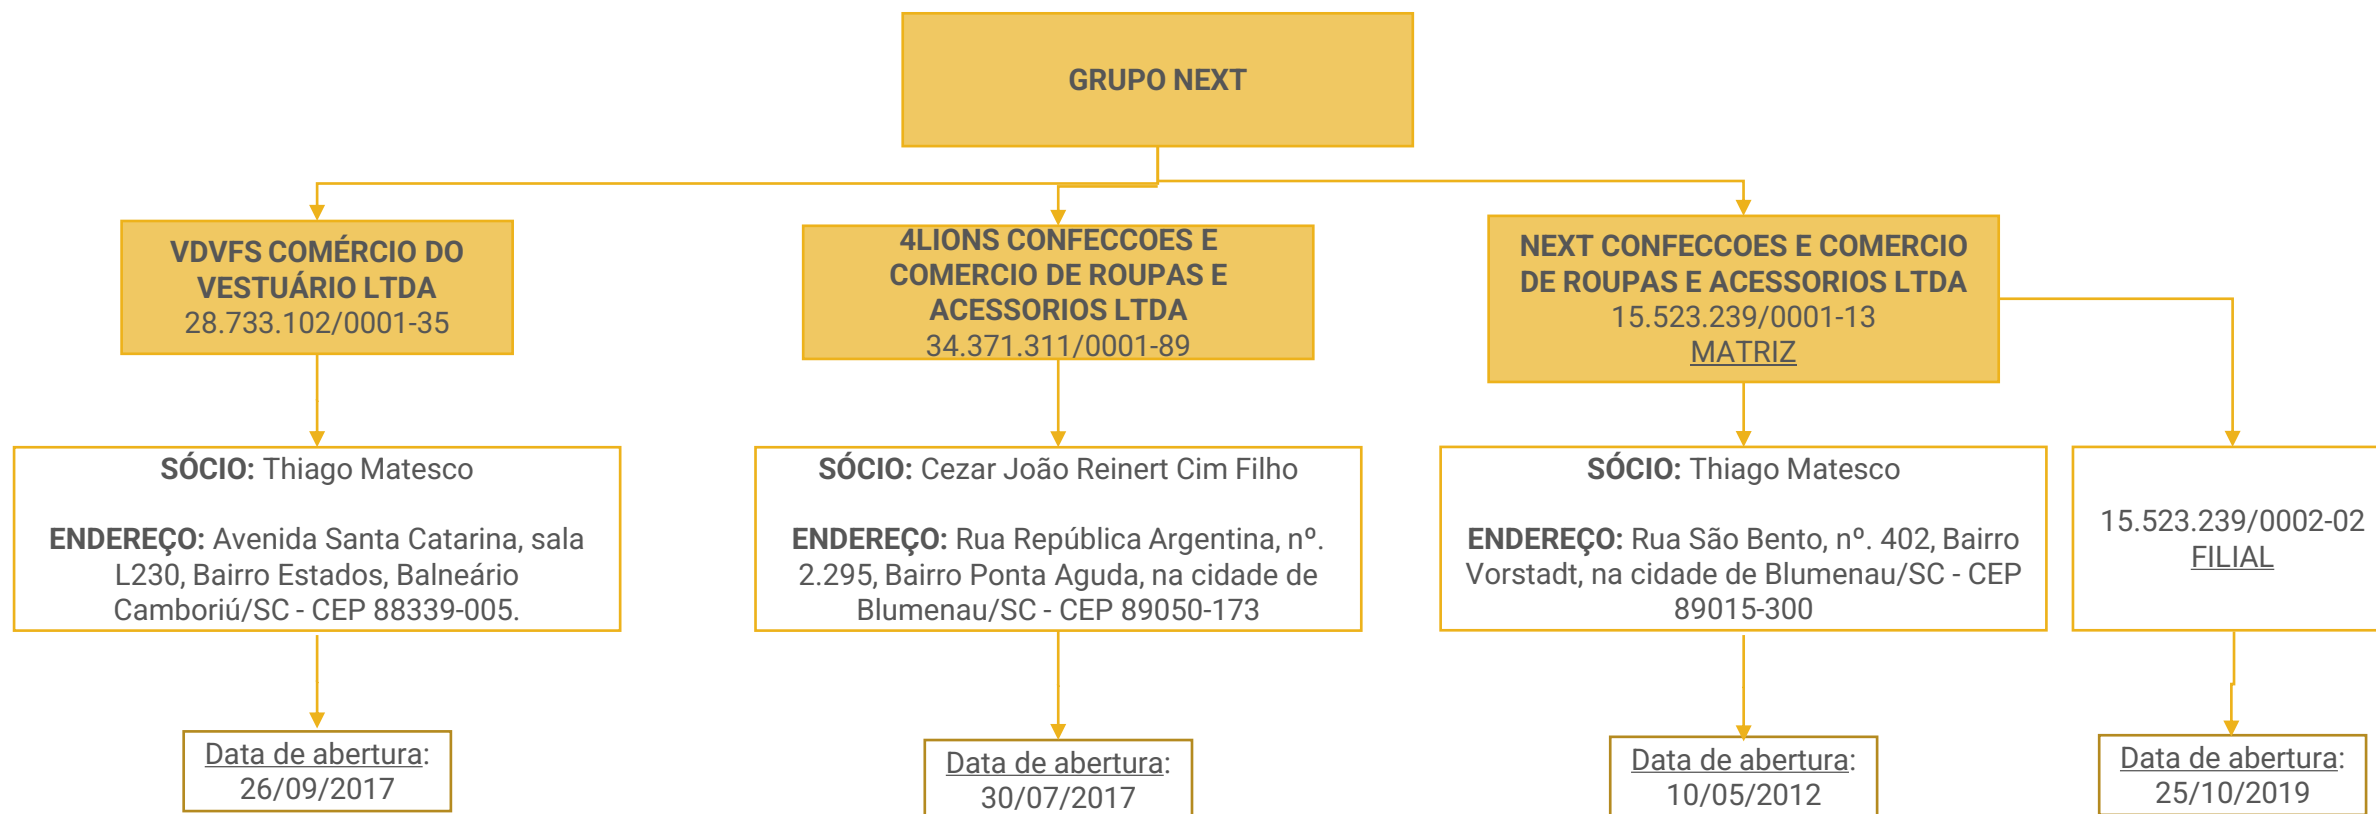 GRUPO NEXT
VDVFS COMÉRCIO DO
VESTUÁRIO LTDA
28.733.102/0001-35
4LIONS CONFECCOES E
COMERCIO DE ROUPAS E
ACESSORIOS LTDA
34.371.311/0001-89
NEXT CONFECCOES E COMERCIO
DE ROUPAS E ACESSORIOS LTDA
15.523.239/0001-13
MATRIZ
SÓCIO: Thiago Matesco
ENDEREÇO: Avenida Santa Catarina, sala
L230, Bairro Estados, Balneário
Camboriú/SC - CEP 88339-005.
SÓCIO: Cezar João Reinert Cim Filho
ENDEREÇO: Rua República Argentina, nº.
2.295, Bairro Ponta Aguda, na cidade de
Blumenau/SC - CEP 89050-173
SÓCIO: Thiago Matesco
ENDEREÇO: Rua São Bento, nº. 402, Bairro
Vorstadt, na cidade de Blumenau/SC - CEP
89015-300
15.523.239/0002-02
FILIAL
Data de abertura:
26/09/2017
Data de abertura:
30/07/2017
Data de abertura:
10/05/2012
Data de abertura:
25/10/2019